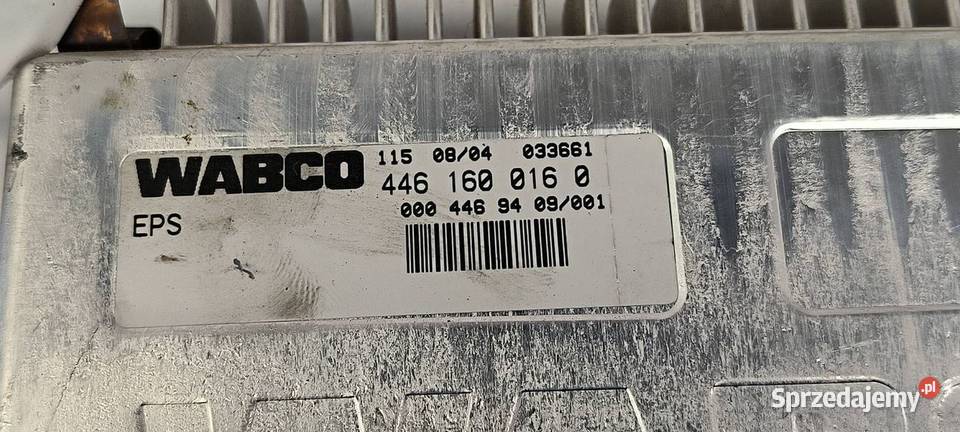 WABCO
115 08/04 033661
446 160 016 0
000 446 94 09/001
EPS
Sprzedajemy.pl